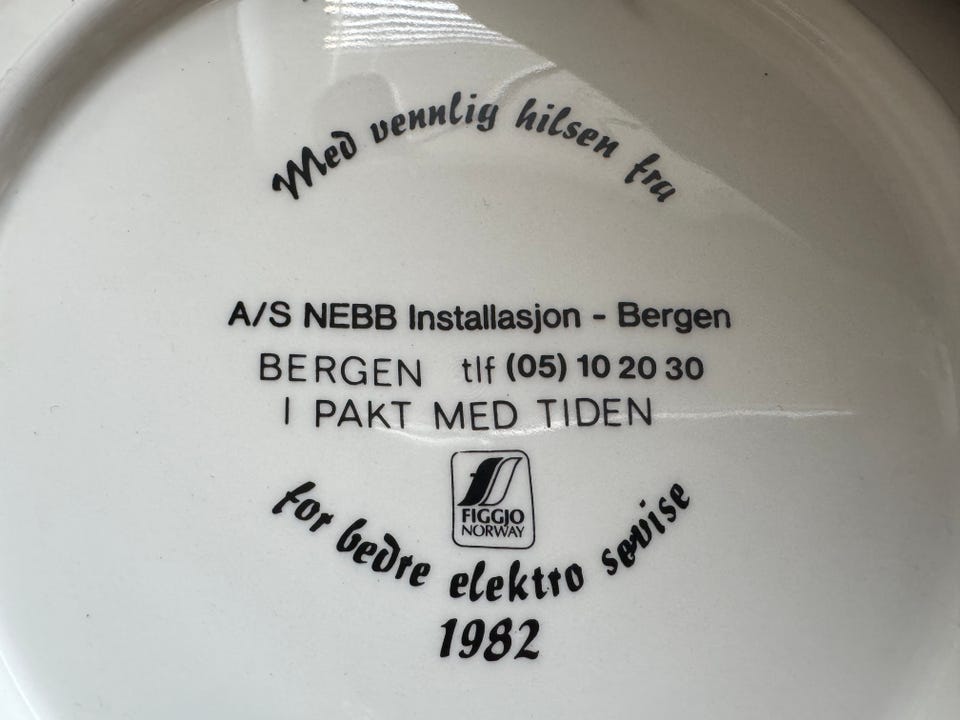 Med vennlig hilsen fra
A/S NEBB Installasjon - Bergen
BERGEN tlf (05) 10 20 30
I PAKT MED TIDEN
FIGGJO
NORWAY
for bedre elektro søvise
1982